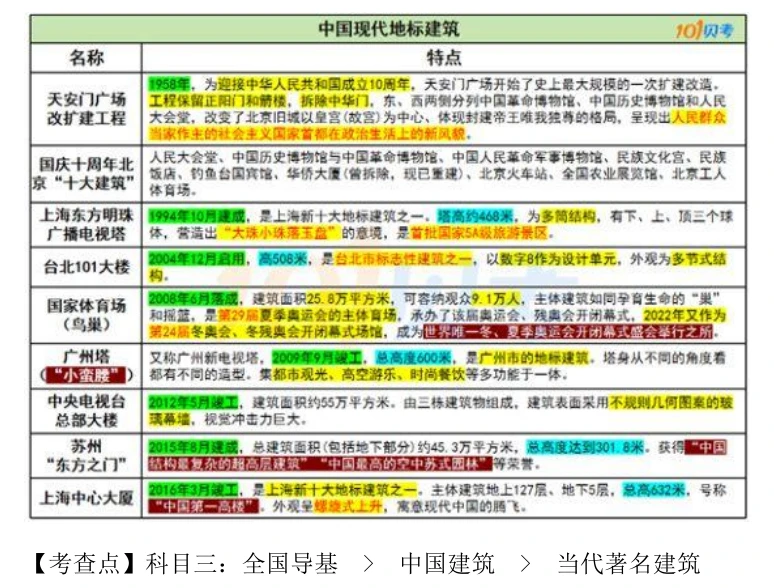 中国现代地标建筑
101贝考
名称 特点
天安门广场
改扩建工程
1958年，为迎接中华人民共和国成立10周年，天安门广场开始了史上最大规模的一次扩建改造。
工程保留正阳门和箭楼，拆除中华门，东、西两侧分列中国革命博物馆、中国历史博物馆和人民
大会堂，改变了北京旧城以皇宫(故宫)为中心、体现封建帝王唯我独尊的格局，呈现出人民群众
当家作主的社会主义国家首都在政治生活上的新风貌。
国庆十周年北
京“十大建筑”
人民大会堂、中国历史博物馆与中国革命博物馆、中国人民革命军事博物馆、民族文化宫、民族
饭店、钓鱼台国宾馆、华侨大厦(曾拆除，现已重建)、北京火车站、全国农业展览馆、北京工人
体育场。
上海东方明珠
广播电视塔
1994年10月建成，是上海新十大地标建筑之一。塔高约468米，为多筒结构，有下、上、顶三个球
体，营造出“大珠小珠落玉盘”的意境，是首批国家5A级旅游景区。
台北101大楼
2004年12月启用，高508米，是台北市标志性建筑之一，以数字8作为设计单元，外观为多节式结
构。
国家体育场
（鸟巢）
2008年6月落成，建筑面积25.8万平方米，可容纳观众9.1万人，主体建筑如同孕育生命的“巢”
和摇篮，是第29届夏季奥运会的主体育场，承办了该届奥运会、残奥会开闭幕式，2022年又作为
第24届冬奥会、冬残奥会开闭幕式场馆，成为世界唯一冬、夏季奥运会开闭幕式盛会举行之所。
广州塔
（“小蛮腰”）
又称广州新电视塔，2009年9月竣工，总高度600米，是广州市的地标建筑。塔身从不同的角度看
都有不同的造型。集都市观光、高空游乐、时尚餐饮等多功能于一体。
中央电视台
总部大楼
2012年5月竣工，建筑面积约55万平方米。由三栋建筑物组成，建筑表面采用不规则几何图案的玻
璃幕墙，视觉冲击力巨大。
苏州
“东方之门”
2015年8月建成，总建筑面积(包括地下部分)约45.3万平方米，总高度达到301.8米。获得“中国
结构最复杂的超高层建筑”“中国最高的空中苏式园林”等荣誉。
上海中心大厦
2016年3月竣工，是上海新十大地标建筑之一。主体建筑地上127层、地下5层，总高632米，号称
“中国第一高楼”。外观呈螺旋式上升，寓意现代中国的腾飞。
【考查点】科目三：全国导基 > 中国建筑 > 当代著名建筑